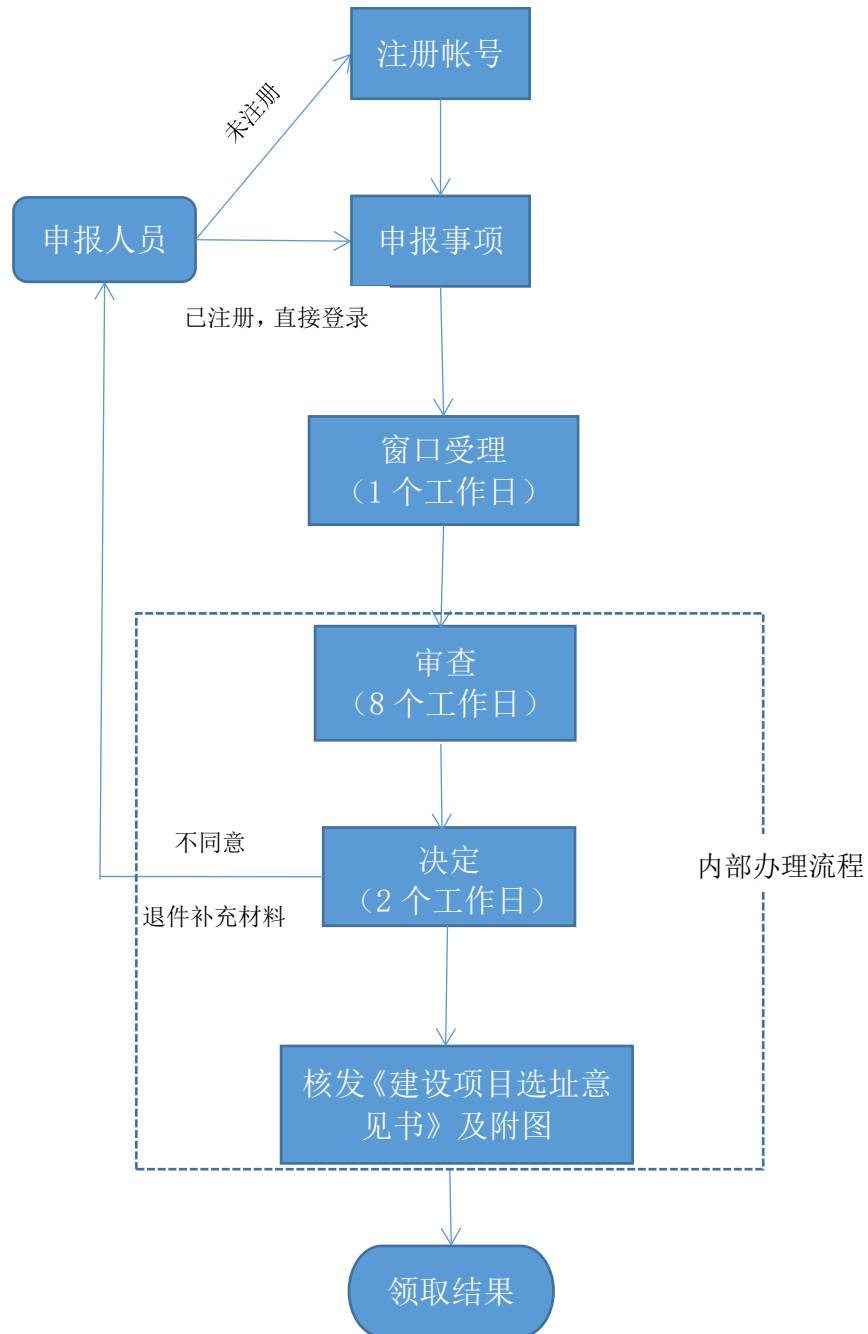 注册帐号
未注册
申报人员
申报事项
已注册，直接登录
窗口受理
（1 个工作日）
审查
（8 个工作日）
不同意
决定
（2 个工作日）
内部办理流程
退件补充材料
核发《建设项目选址意
见书》及附图
领取结果